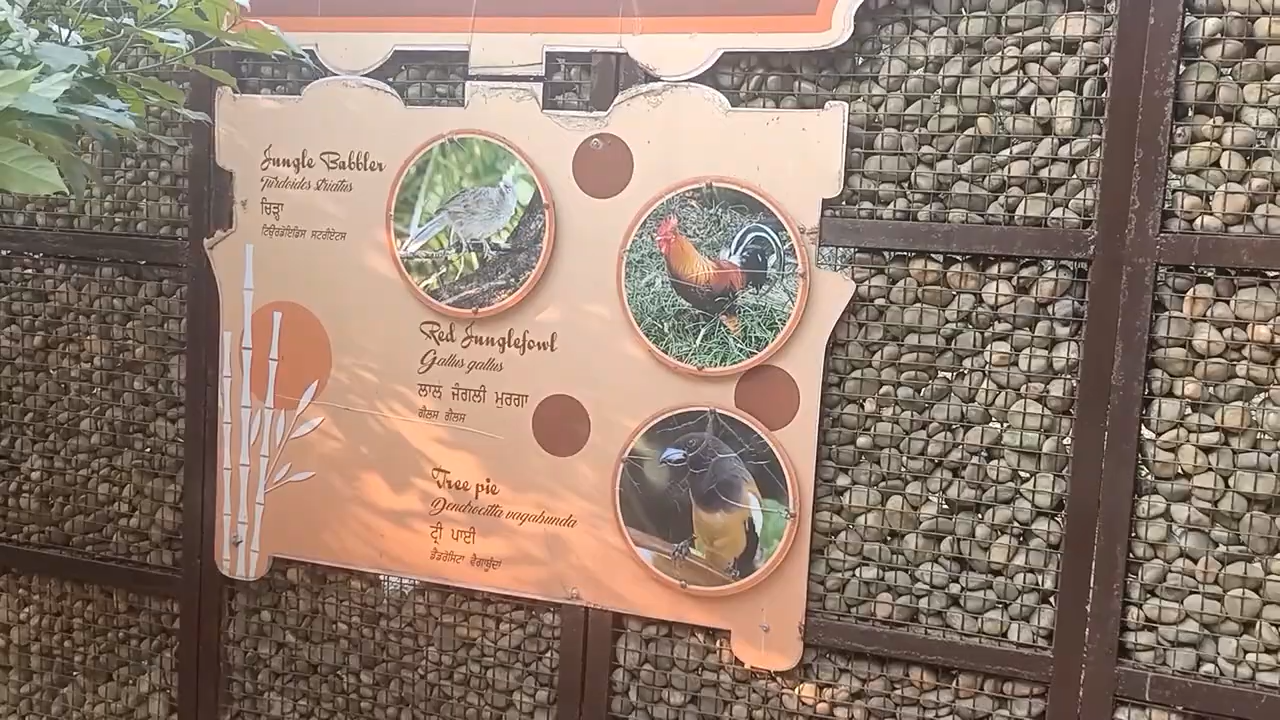 Jungle Babbler
Turdoides striatus
ਚਿੜ੍ਹਾ
ਟਿਊਰਡੋਇਡਿਸ ਸਟਰੀਏਟਸ
Red Junglefowl
Gallus gallus
ਲਾਲ ਜੰਗਲੀ ਮੁਰਗਾ
ਗੈਲਸ ਗੈਲਸ
Tree pie
Dendrocitta vagabunda
ਟ੍ਰੀ ਪਾਈ
ਡੈਡਰੋਸਿਟਾ ਵੈਗਾਬੂੰਦਾ